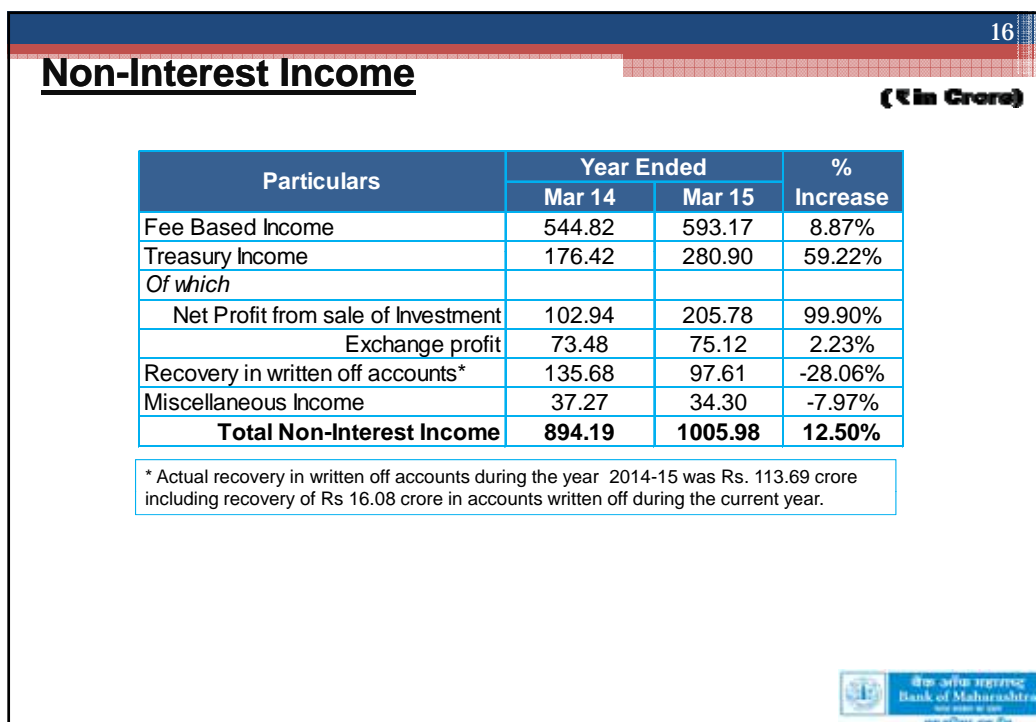 16
Non-Interest Income
(₹ in Crore)
Particulars Year Ended % Increase
Mar 14 Mar 15
Fee Based Income 544.82 593.17 8.87%
Treasury Income 176.42 280.90 59.22%
Of which
Net Profit from sale of Investment 102.94 205.78 99.90%
Exchange profit 73.48 75.12 2.23%
Recovery in written off accounts* 135.68 97.61 -28.06%
Miscellaneous Income 37.27 34.30 -7.97%
Total Non-Interest Income 894.19 1005.98 12.50%
* Actual recovery in written off accounts during the year 2014-15 was Rs. 113.69 crore
including recovery of Rs 16.08 crore in accounts written off during the current year.
बैंक ऑफ महाराष्ट्र
Bank of Maharashtra